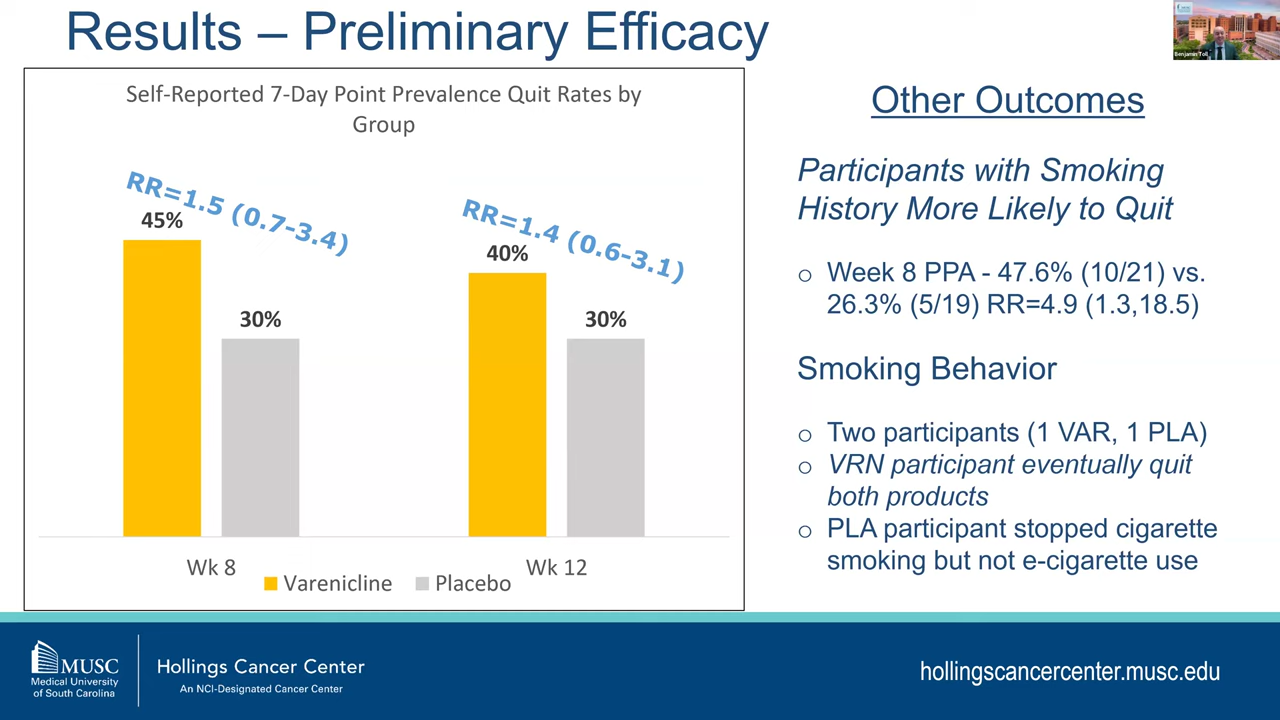 Results – Preliminary Efficacy
Benjamin Toll
Self-Reported 7-Day Point Prevalence Quit Rates by
Group
RR=1.5 (0.7-3.4)
45%
30%
RR=1.4 (0.6-3.1)
40%
30%
Wk 8
Wk 12
Varenicline
Placebo
Other Outcomes
Participants with Smoking
History More Likely to Quit
o Week 8 PPA - 47.6% (10/21) vs.
26.3% (5/19) RR=4.9 (1.3,18.5)
Smoking Behavior
o Two participants (1 VAR, 1 PLA)
o VRN participant eventually quit
both products
o PLA participant stopped cigarette
smoking but not e-cigarette use
MUSC
Medical University
of South Carolina
Hollings Cancer Center
An NCI-Designated Cancer Center
hollingscancercenter.musc.edu